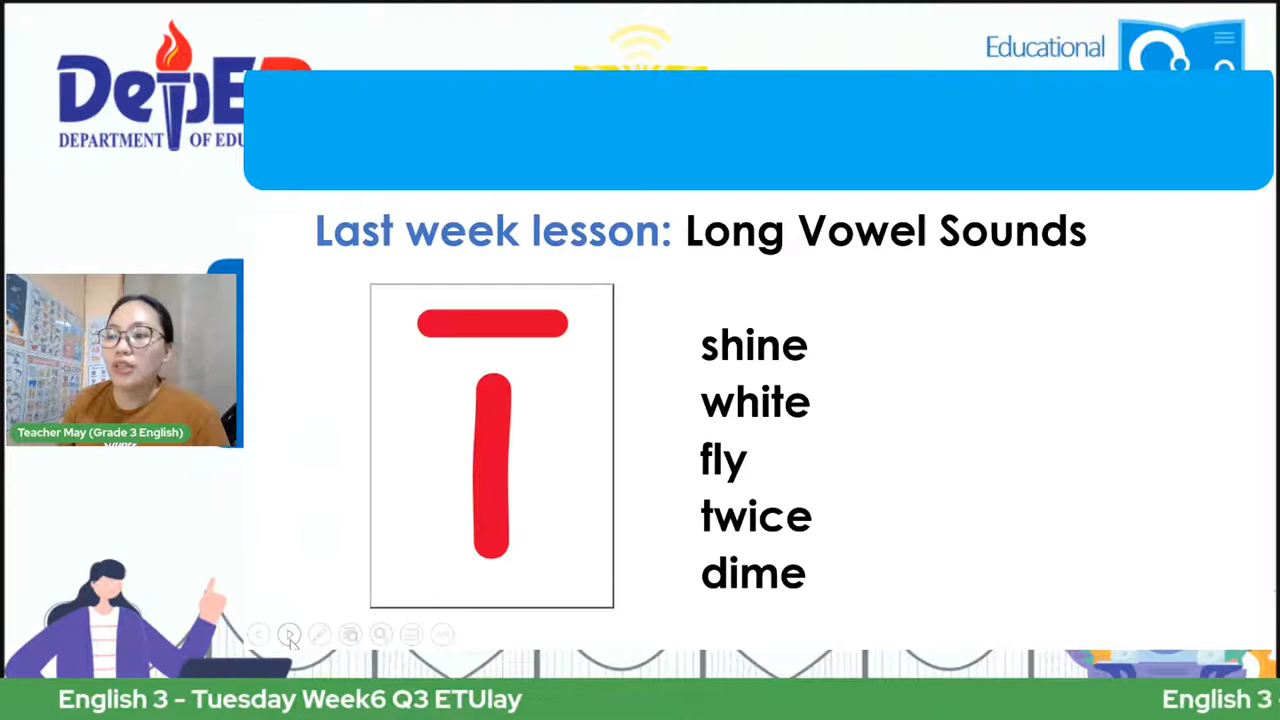 DepE
DEPARTMENT OF EDU
Educational
Last week lesson: Long Vowel Sounds
ī
shine
white
fly
twice
dime
Teacher May (Grade 3 English)
English 3 - Tuesday Week6 Q3 ETUlay
English 3 -